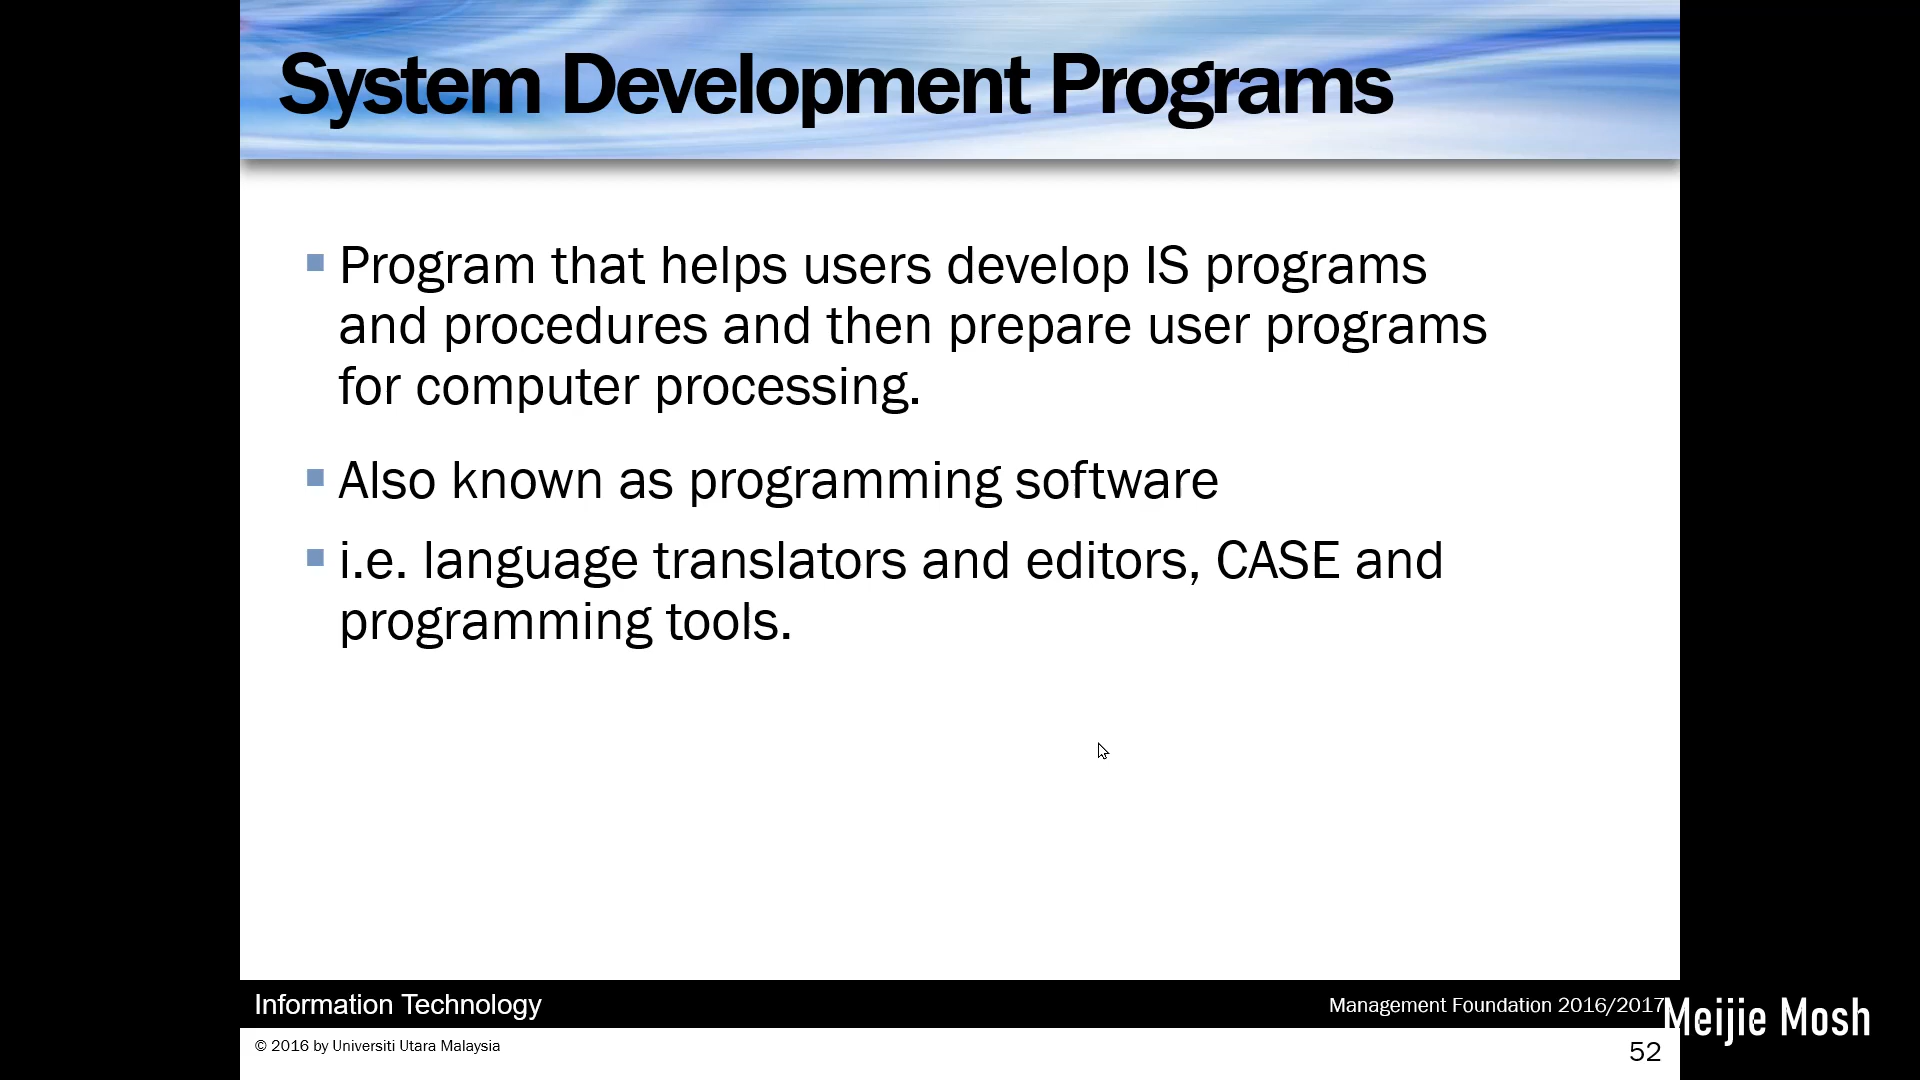 System Development Programs
Program that helps users develop IS programs
and procedures and then prepare user programs
for computer processing.
Also known as programming software
i.e. language translators and editors, CASE and
programming tools.
Information Technology
Management Foundation 2016/2017
Meijie Mosh
© 2016 by Universiti Utara Malaysia
52